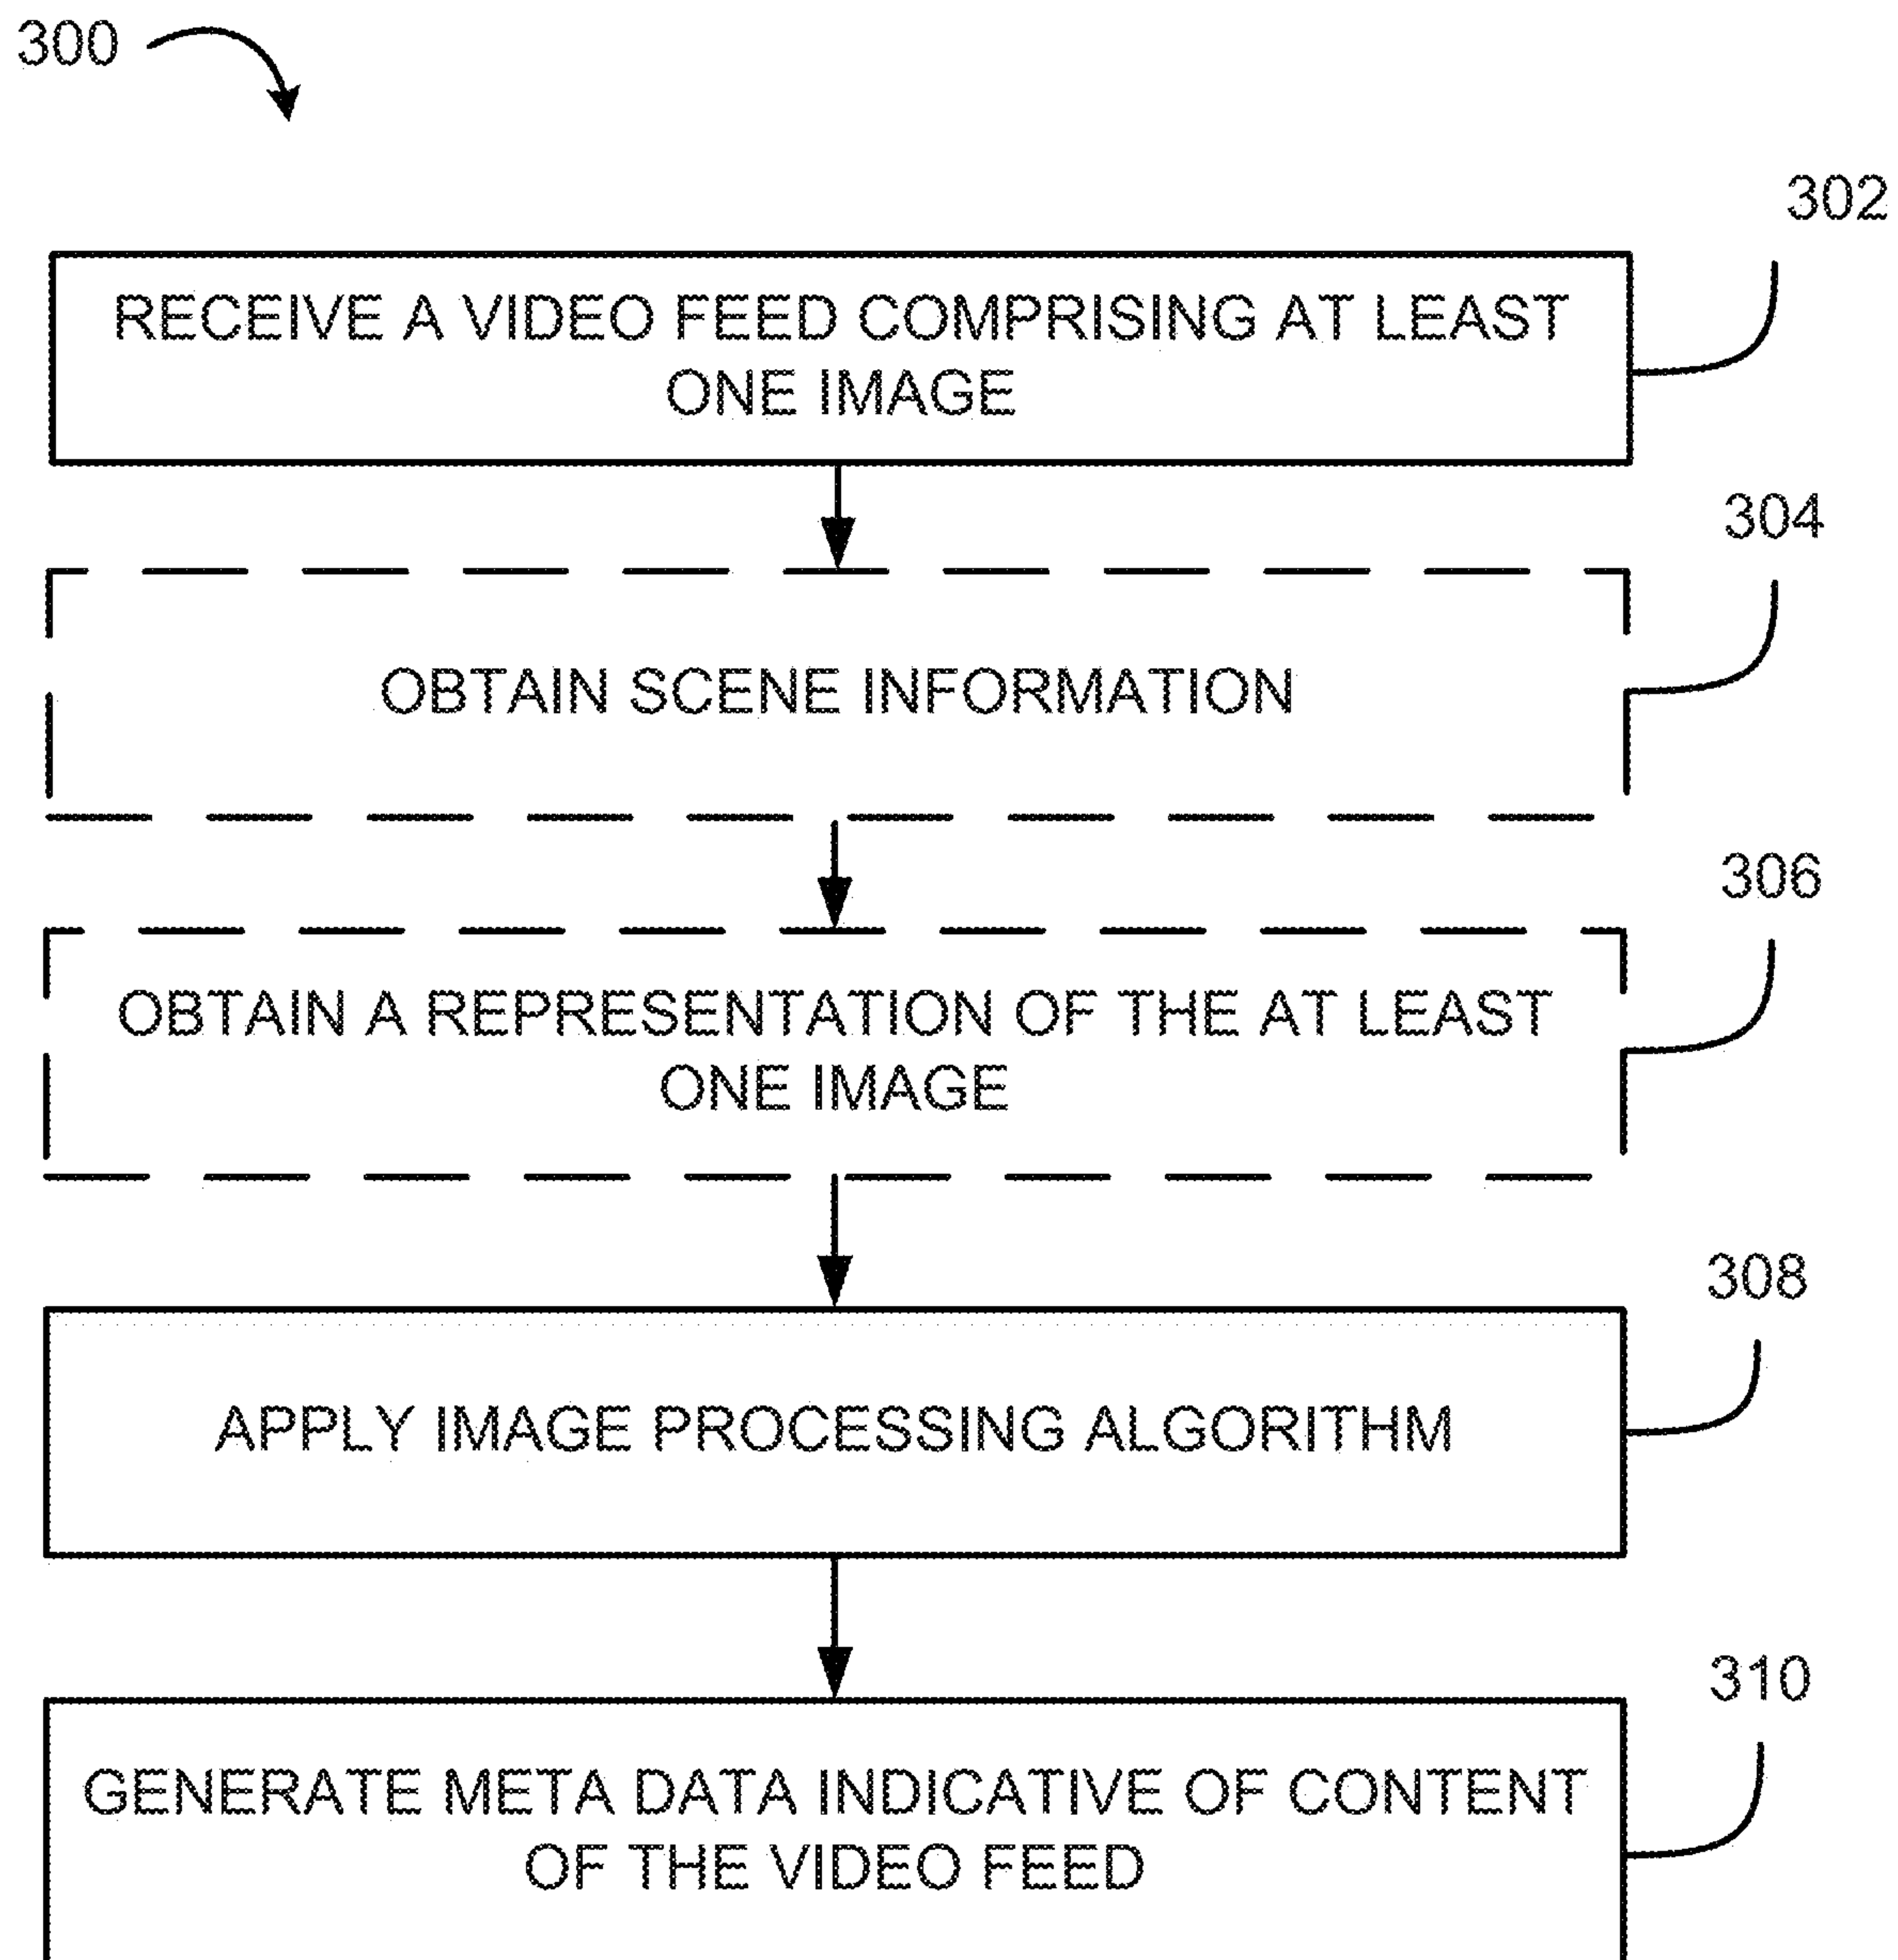 300
302
RECEIVE A VIDEO FEED COMPRISING AT LEAST
ONE IMAGE
304
OBTAIN SCENE INFORMATION
306
OBTAIN A REPRESENTATION OF THE AT LEAST
ONE IMAGE
308
APPLY IMAGE PROCESSING ALGORITHM
310
GENERATE META DATA INDICATIVE OF CONTENT
OF THE VIDEO FEED